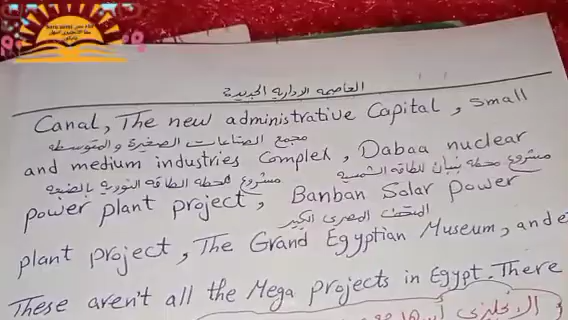 العاصمة الإدارية الجديدة
Canal, The new administrative Capital, small
مجمع الصناعات الصغيرة والمتوسطة
and medium industries Complex, Dabaa nuclear
مشروع محطة الطاقة النووية بالضبعة مشروع محطة بنبان للطاقة الشمسية
power plant project, Banban Solar Power
المتحف المصرى الكبير
plant project, The Grand Egyptian Museum, and e
These aren't all the Mega projects in Egypt. There